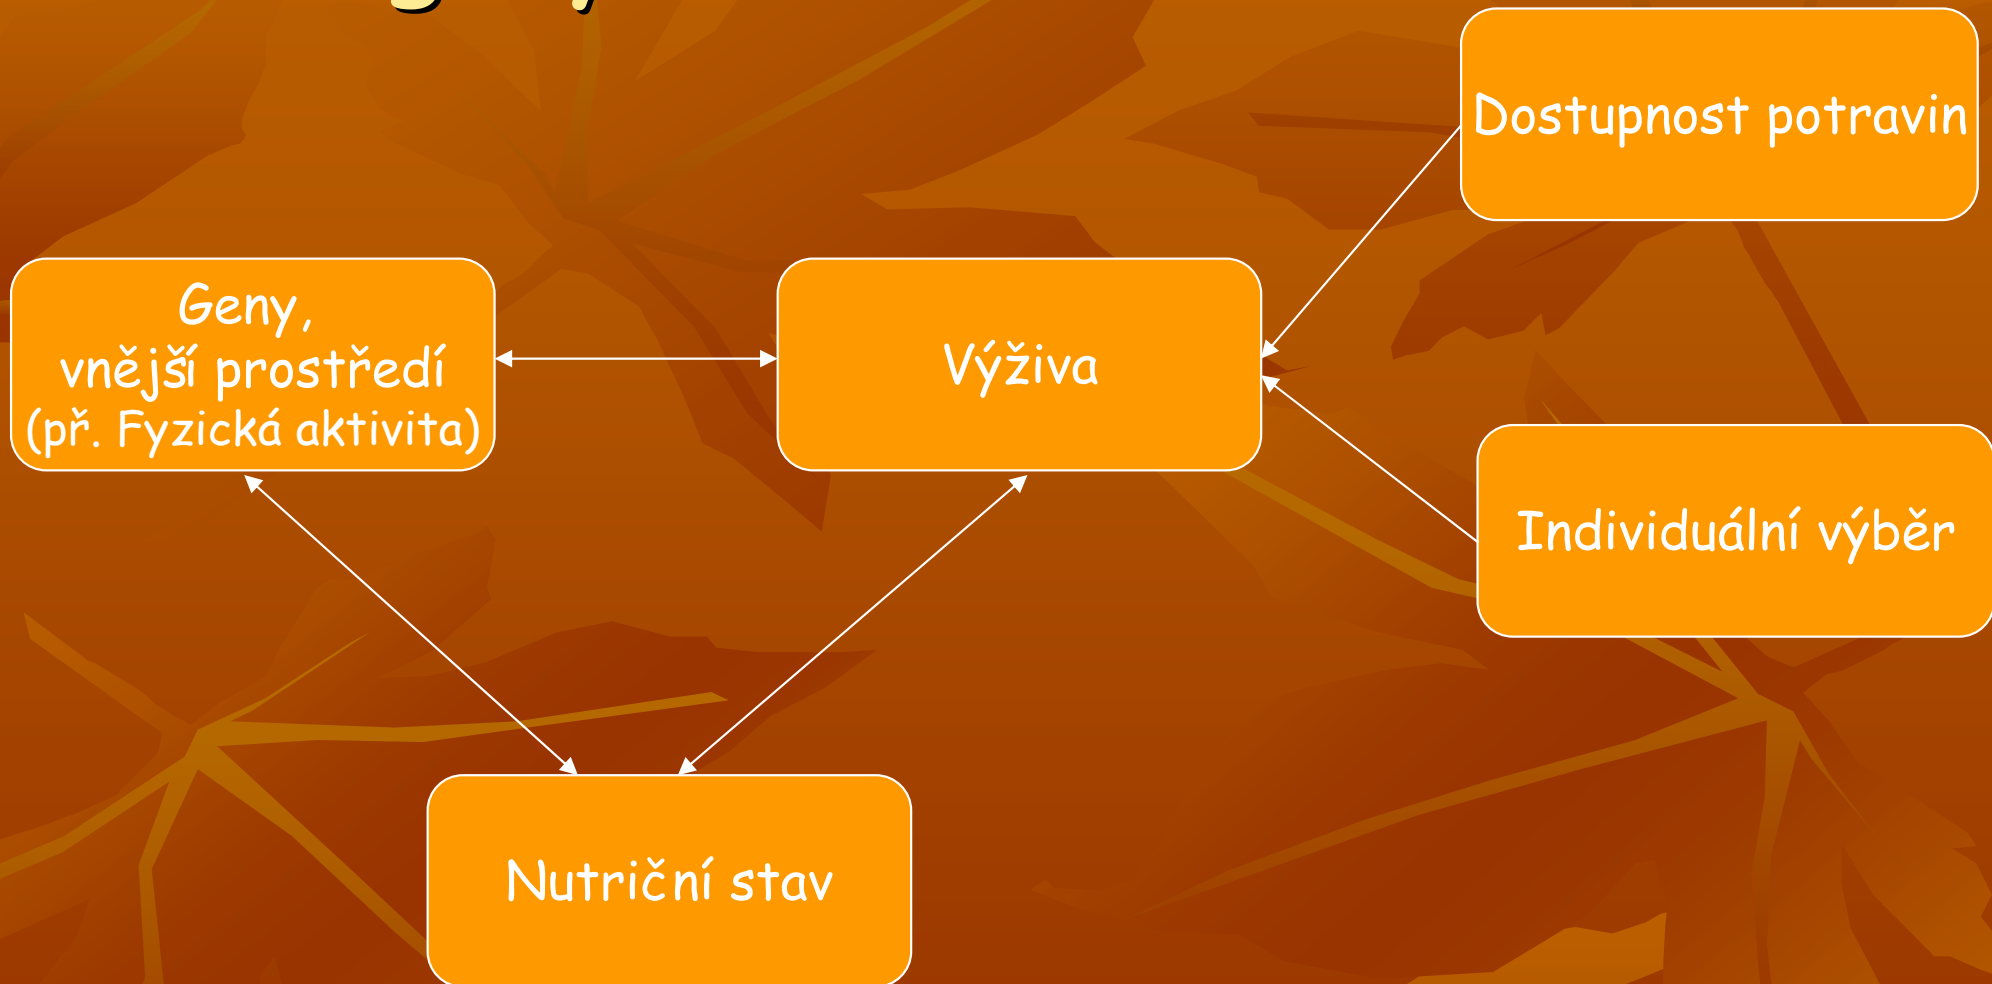 Dostupnost potravin
Geny,
vnější prostředí
(př. Fyzická aktivita)
Výživa
Individuální výběr
Nutriční stav